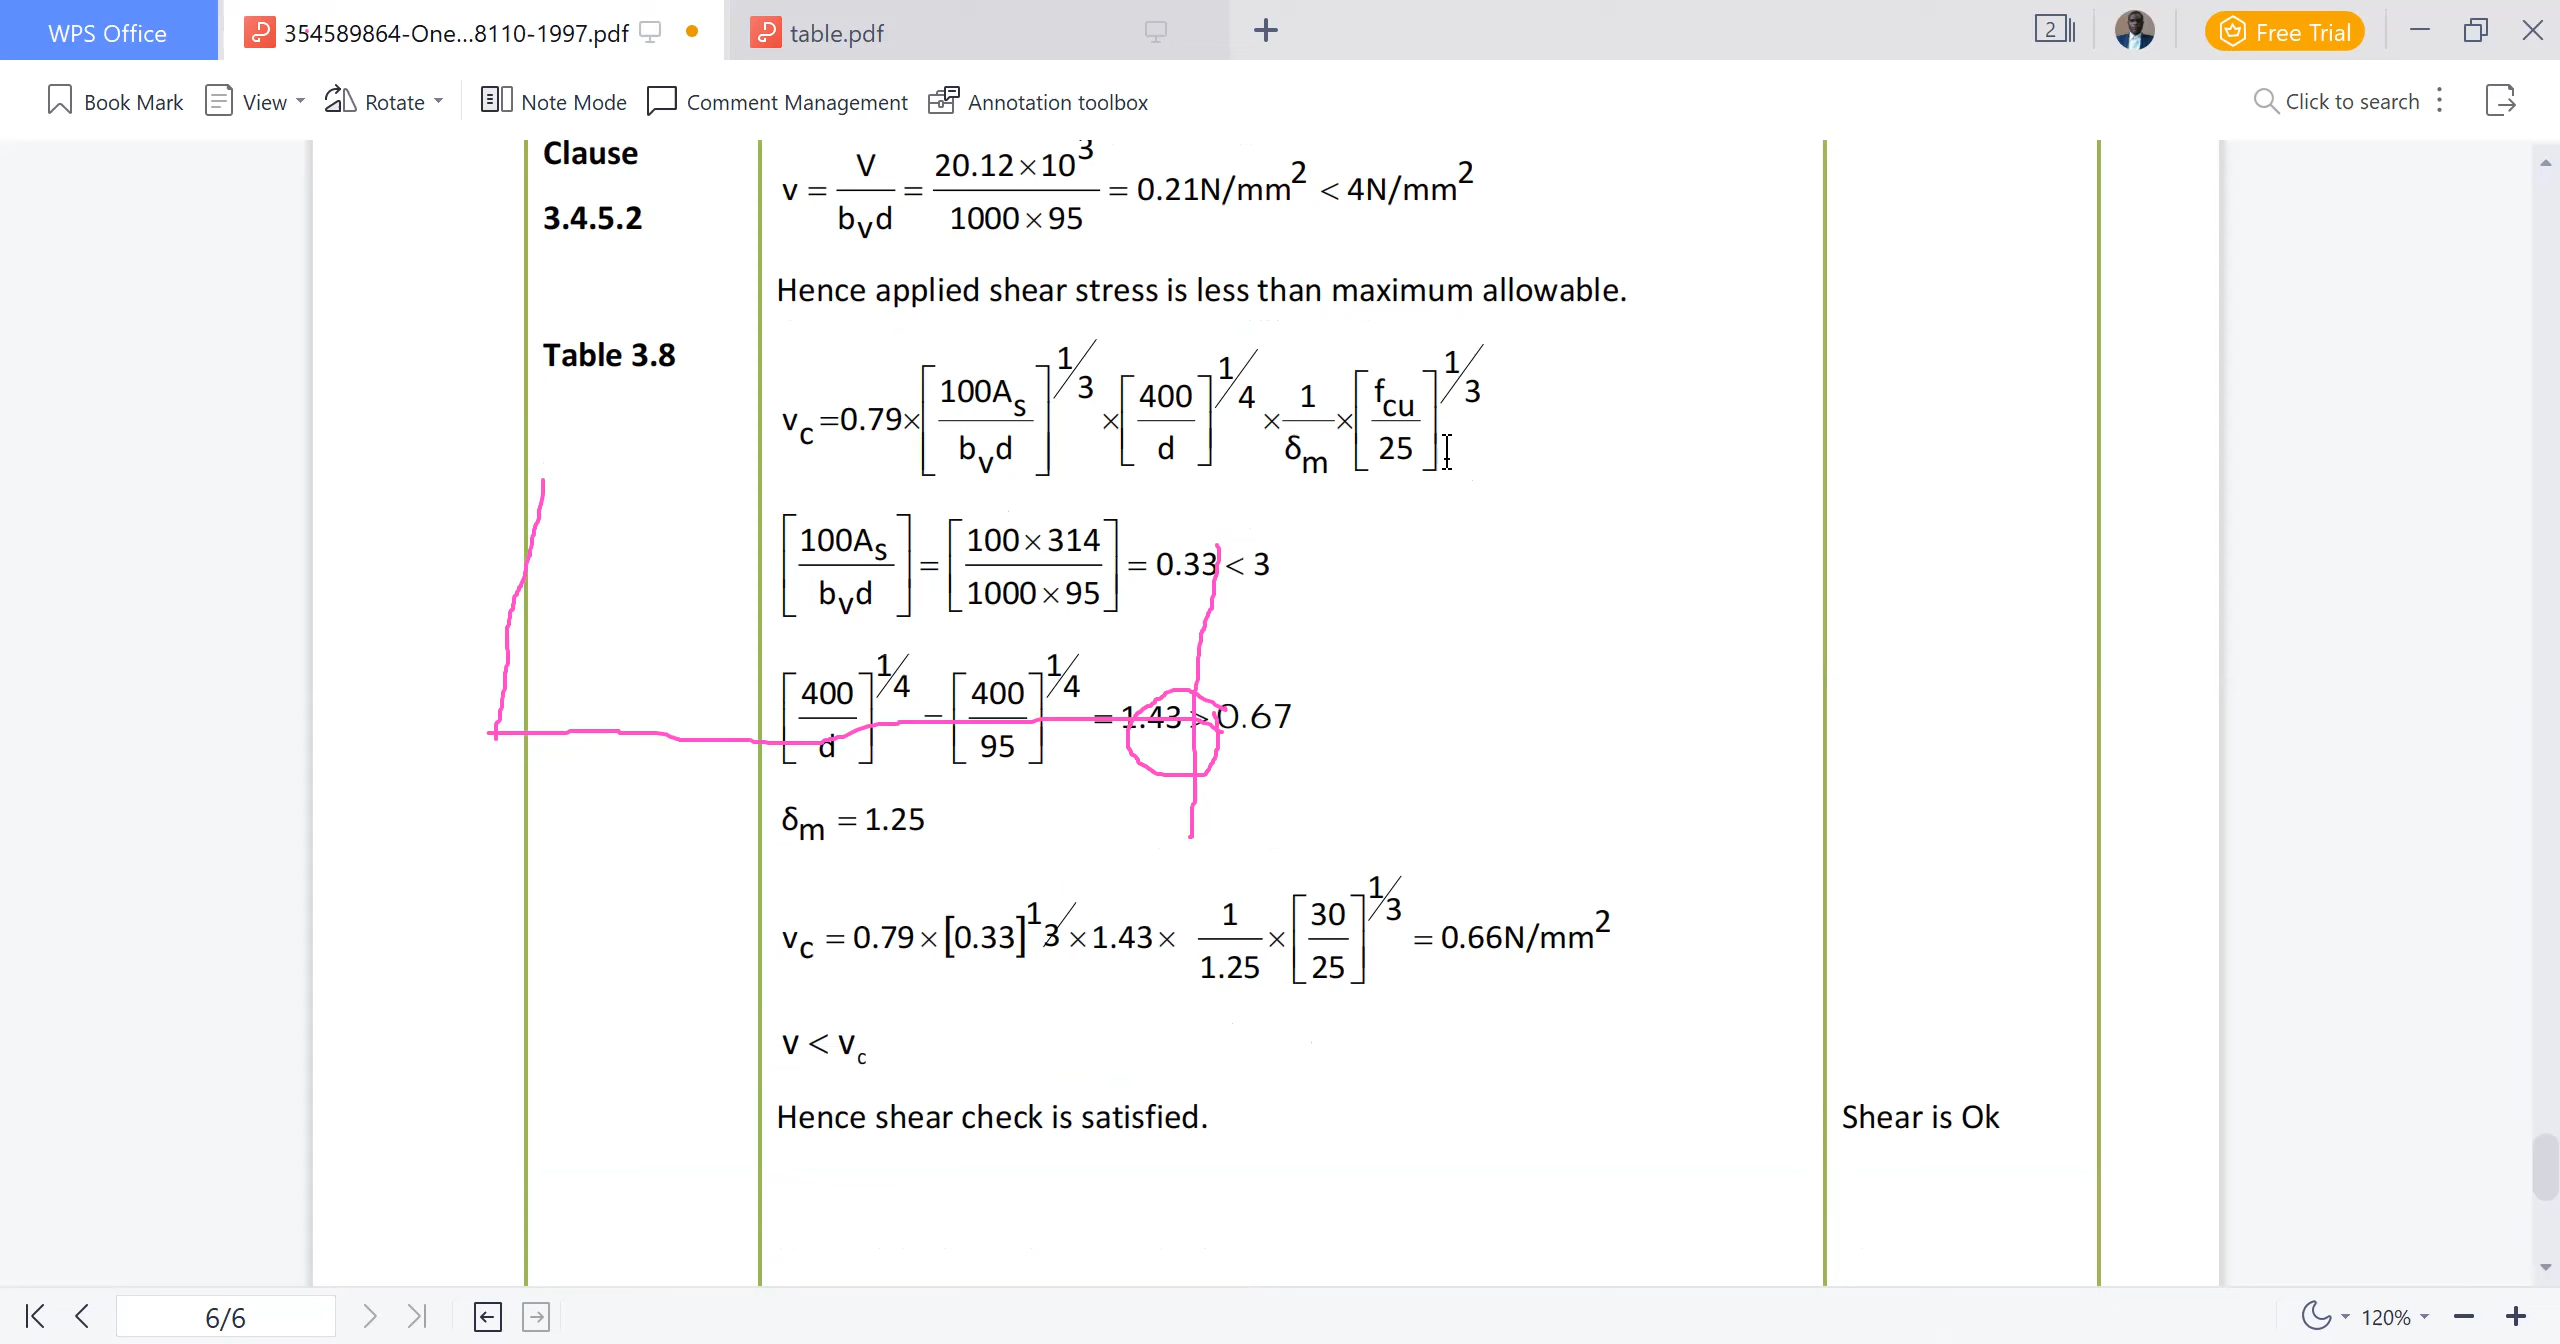 WPS Office 354589864-One...8110-1997.pdf table.pdf 2 Free Trial
Book Mark View Rotate Note Mode Comment Management Annotation toolbox Click to search
Clause
3.4.5.2
v = V / b_v d = 20.12×10^3 / 1000×95 = 0.21N/mm^2 < 4N/mm^2
Hence applied shear stress is less than maximum allowable.
Table 3.8
v_c =0.79×[100A_s / b_v d]^1/3 ×[400 / d]^1/4 × 1 / δ_m ×[f_cu / 25]^1/3
[100A_s / b_v d] = [100×314 / 1000×95] = 0.33 < 3
[400 / d]^1/4 − [400 / 95]^1/4 = 1.43 > 0.67
δ_m = 1.25
v_c = 0.79×[0.33]^1/3 ×1.43× 1 / 1.25 ×[30 / 25]^1/3 = 0.66N/mm^2
v < v_c
Hence shear check is satisfied. Shear is Ok
6/6 120%